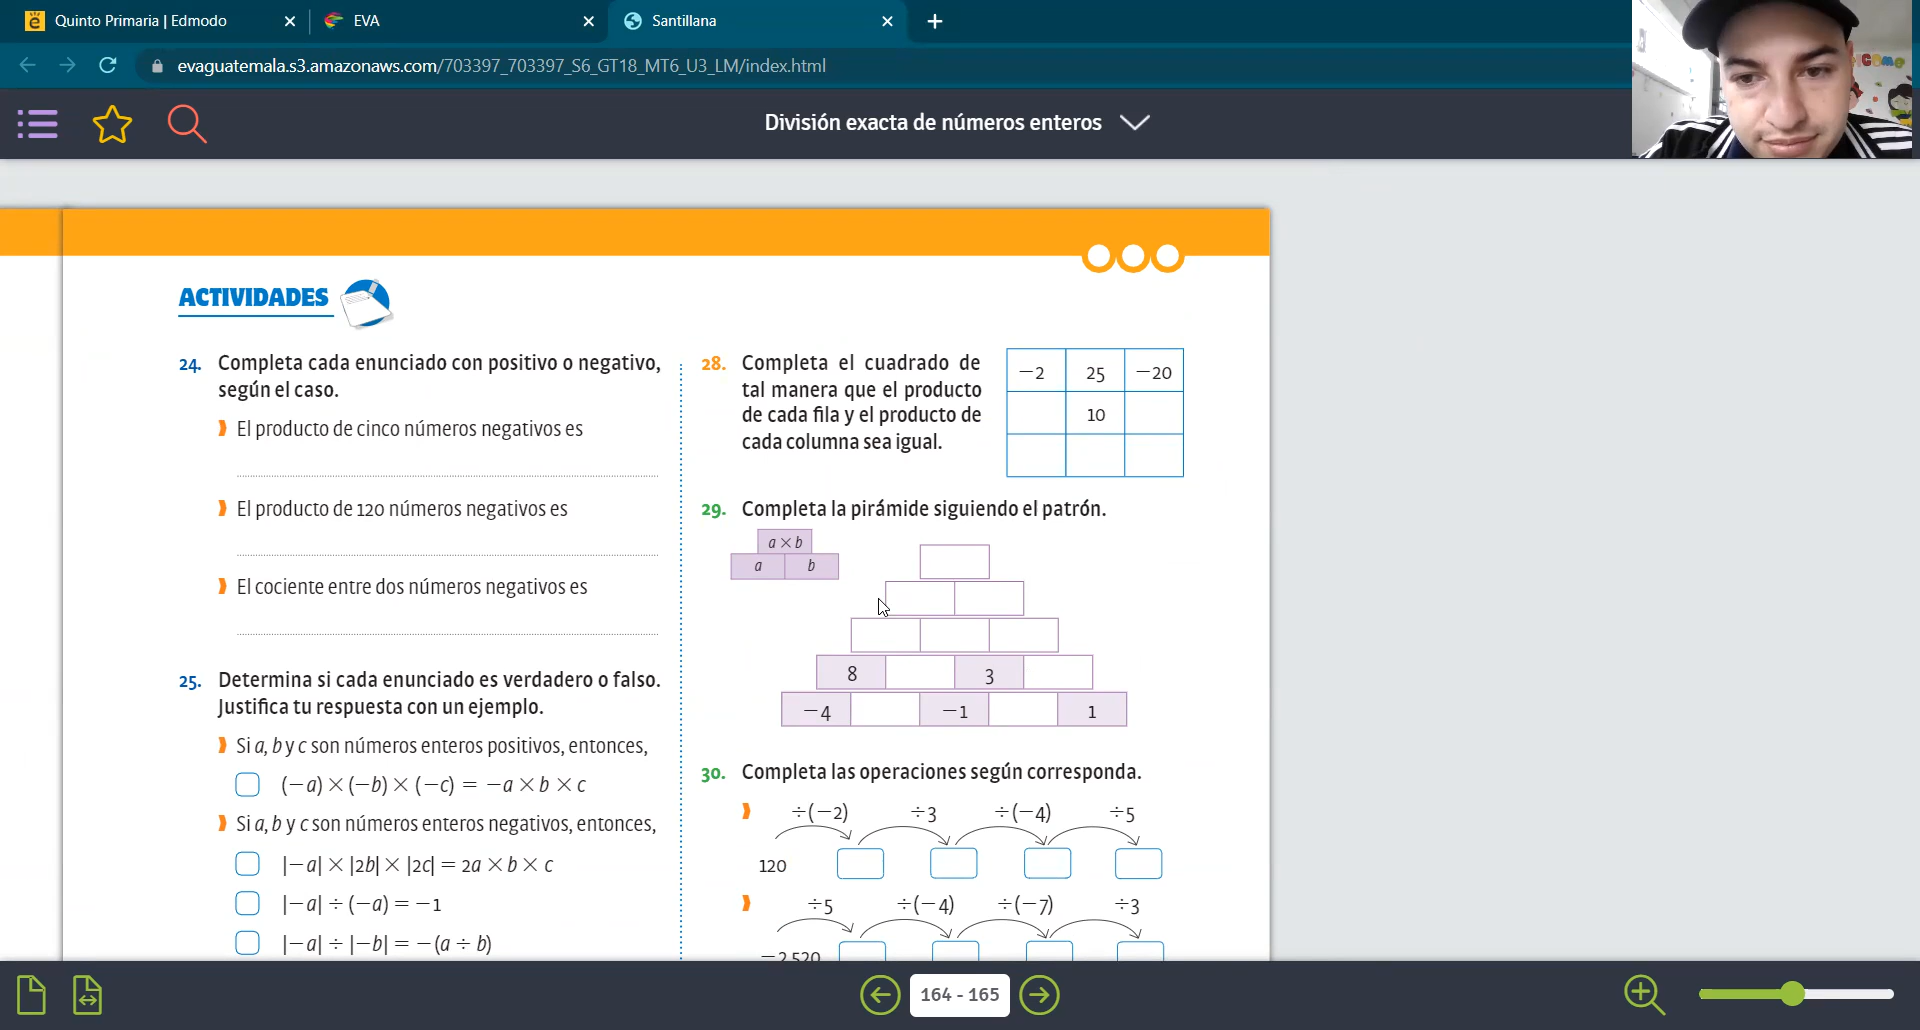 Quinto Primaria | Edmodo
EVA
Santillana
evaguatemala.s3.amazonaws.com/703397_703397_S6_GT18_MT6_U3_LM/index.html
División exacta de números enteros
ACTIVIDADES
24. Completa cada enunciado con positivo o negativo,
según el caso.
El producto de cinco números negativos es
El producto de 120 números negativos es
El cociente entre dos números negativos es
25. Determina si cada enunciado es verdadero o falso.
Justifica tu respuesta con un ejemplo.
Si a, b y c son números enteros positivos, entonces,
(−a) × (−b) × (−c) = −a × b × c
Si a, b y c son números enteros negativos, entonces,
|−a| × |2b| × |2c| = 2a × b × c
|−a| ÷ (−a) = −1
|−a| ÷ |−b| = −(a ÷ b)
28. Completa el cuadrado de
tal manera que el producto
de cada fila y el producto de
cada columna sea igual.
−2 25 −20
10
29. Completa la pirámide siguiendo el patrón.
a × b
a b
8 3
−4 −1 1
30. Completa las operaciones según corresponda.
÷(−2) ÷3 ÷(−4) ÷5
120
÷5 ÷(−4) ÷(−7) ÷3
−2 520
164 - 165